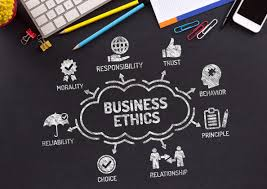 RESPONSIBILITY
TRUST
MORALITY
BEHAVIOR
BUSINESS
ETHICS
RELIABILITY
PRINCIPLE
CHOICE
RELATIONSHIP